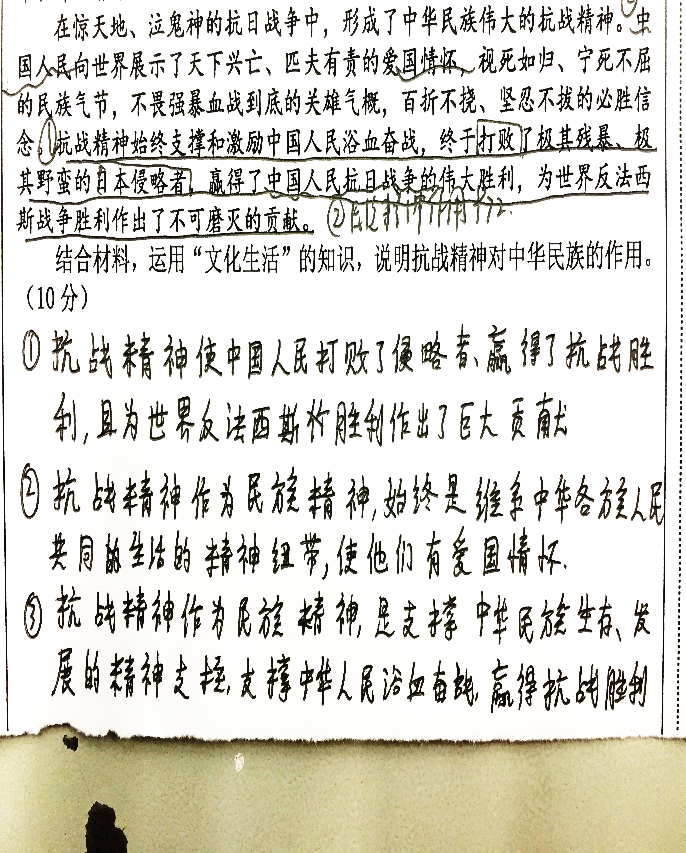 在惊天地、泣鬼神的抗日战争中，形成了中华民族伟大的抗战精神。中
国人民向世界展示了天下兴亡、匹夫有责的爱国情怀，视死如归、宁死不屈
的民族气节，不畏强暴血战到底的英雄气概，百折不挠、坚忍不拔的必胜信
念。①抗战精神始终支撑和激励中国人民浴血奋战，终于打败了极其残暴、极
其野蛮的日本侵略者，赢得了中国人民抗日战争的伟大胜利，为世界反法西
斯战争胜利作出了不可磨灭的贡献。②民族精神作用
结合材料，运用“文化生活”的知识，说明抗战精神对中华民族的作用。
（10分）
①抗战精神使中国人民打败了侵略者、赢得了抗战胜
利，且为世界反法西斯作胜利作出了巨大贡献
②抗战精神作为民族精神，始终是维系中华各族人民
共同的生活的精神纽带，使他们有爱国情怀.
③抗战精神作为民族精神，是支撑中华民族生存、发
展的精神支柱，支撑中华人民浴血奋战，赢得抗战胜利